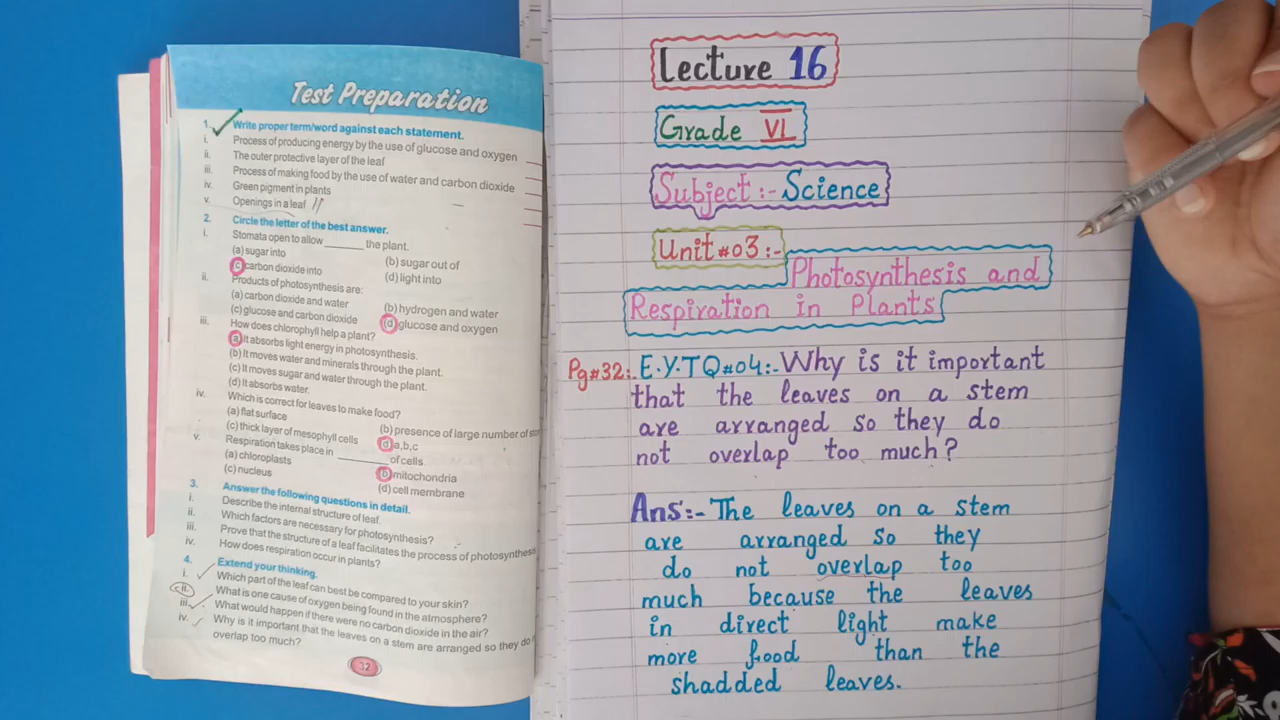 Test Preparation
1. Write proper term/word against each statement.
i. Process of producing energy by the use of glucose and oxygen
ii. The outer protective layer of the leaf
iii. Process of making food by the use of water and carbon dioxide
iv. Green pigment in plants
v. Openings in a leaf
2. Circle the letter of the best answer.
i. Stomata open to allow ______ the plant.
(a) sugar into (b) sugar out of
(c) carbon dioxide into (d) light into
ii. Products of photosynthesis are:
(a) carbon dioxide and water (b) hydrogen and water
(c) glucose and carbon dioxide (d) glucose and oxygen
iii. How does chlorophyll help a plant?
(a) It absorbs light energy in photosynthesis.
(b) It moves water and minerals through the plant.
(c) It moves sugar and water through the plant.
(d) It absorbs water.
iv. Which is correct for leaves to make food?
(a) flat surface (b) presence of large number of
(c) thick layer of mesophyll cells (d) a,b,c
v. Respiration takes place in ________ of cells.
(a) chloroplasts (b) mitochondria
(c) nucleus (d) cell membrane
3. Answer the following questions in detail.
i. Describe the internal structure of leaf.
ii. Which factors are necessary for photosynthesis?
iii. Prove that the structure of a leaf facilitates the process of photosynthesis
iv. How does respiration occur in plants?
4. Extend your thinking.
i. Which part of the leaf can best be compared to your skin?
ii. What is one cause of oxygen being found in the atmosphere?
iii. What would happen if there were no carbon dioxide in the air?
iv. Why is it important that the leaves on a stem are arranged so they do
overlap too much?
32
Lecture 16
Grade VI
Subject :- Science
Unit #03 :-
Photosynthesis and
Respiration in Plants
Pg#32:. E.Y.T Q#04:. Why is it important
that the leaves on a stem
are arranged so they do
not overlap too much?
Ans:- The leaves on a stem
are arranged so they
do not overlap too
much because the leaves
in direct light make
more food than the
shadded leaves.